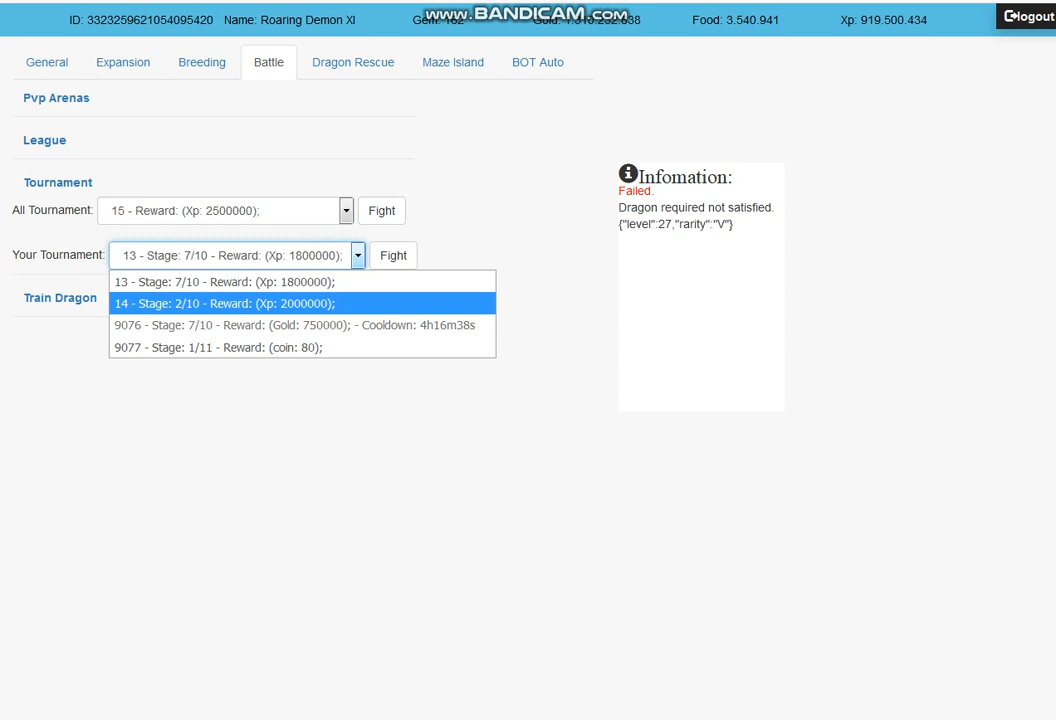 ID: 3323259621054095420 Name: Roaring Demon XI Food: 3.540.941 Xp: 919.500.434 logout
www.BANDICAM.com
General Expansion Breeding Battle Dragon Rescue Maze Island BOT Auto
Pvp Arenas
League
Tournament
All Tournament: 15 - Reward: (Xp: 2500000); Fight
Your Tournament: 13 - Stage: 7/10 - Reward: (Xp: 1800000); Fight
13 - Stage: 7/10 - Reward: (Xp: 1800000);
14 - Stage: 2/10 - Reward: (Xp: 2000000);
9076 - Stage: 7/10 - Reward: (Gold: 750000); - Cooldown: 4h16m38s
9077 - Stage: 1/11 - Reward: (coin: 80);
Train Dragon
Infomation:
Failed.
Dragon required not satisfied.
{"level":27,"rarity":"V"}